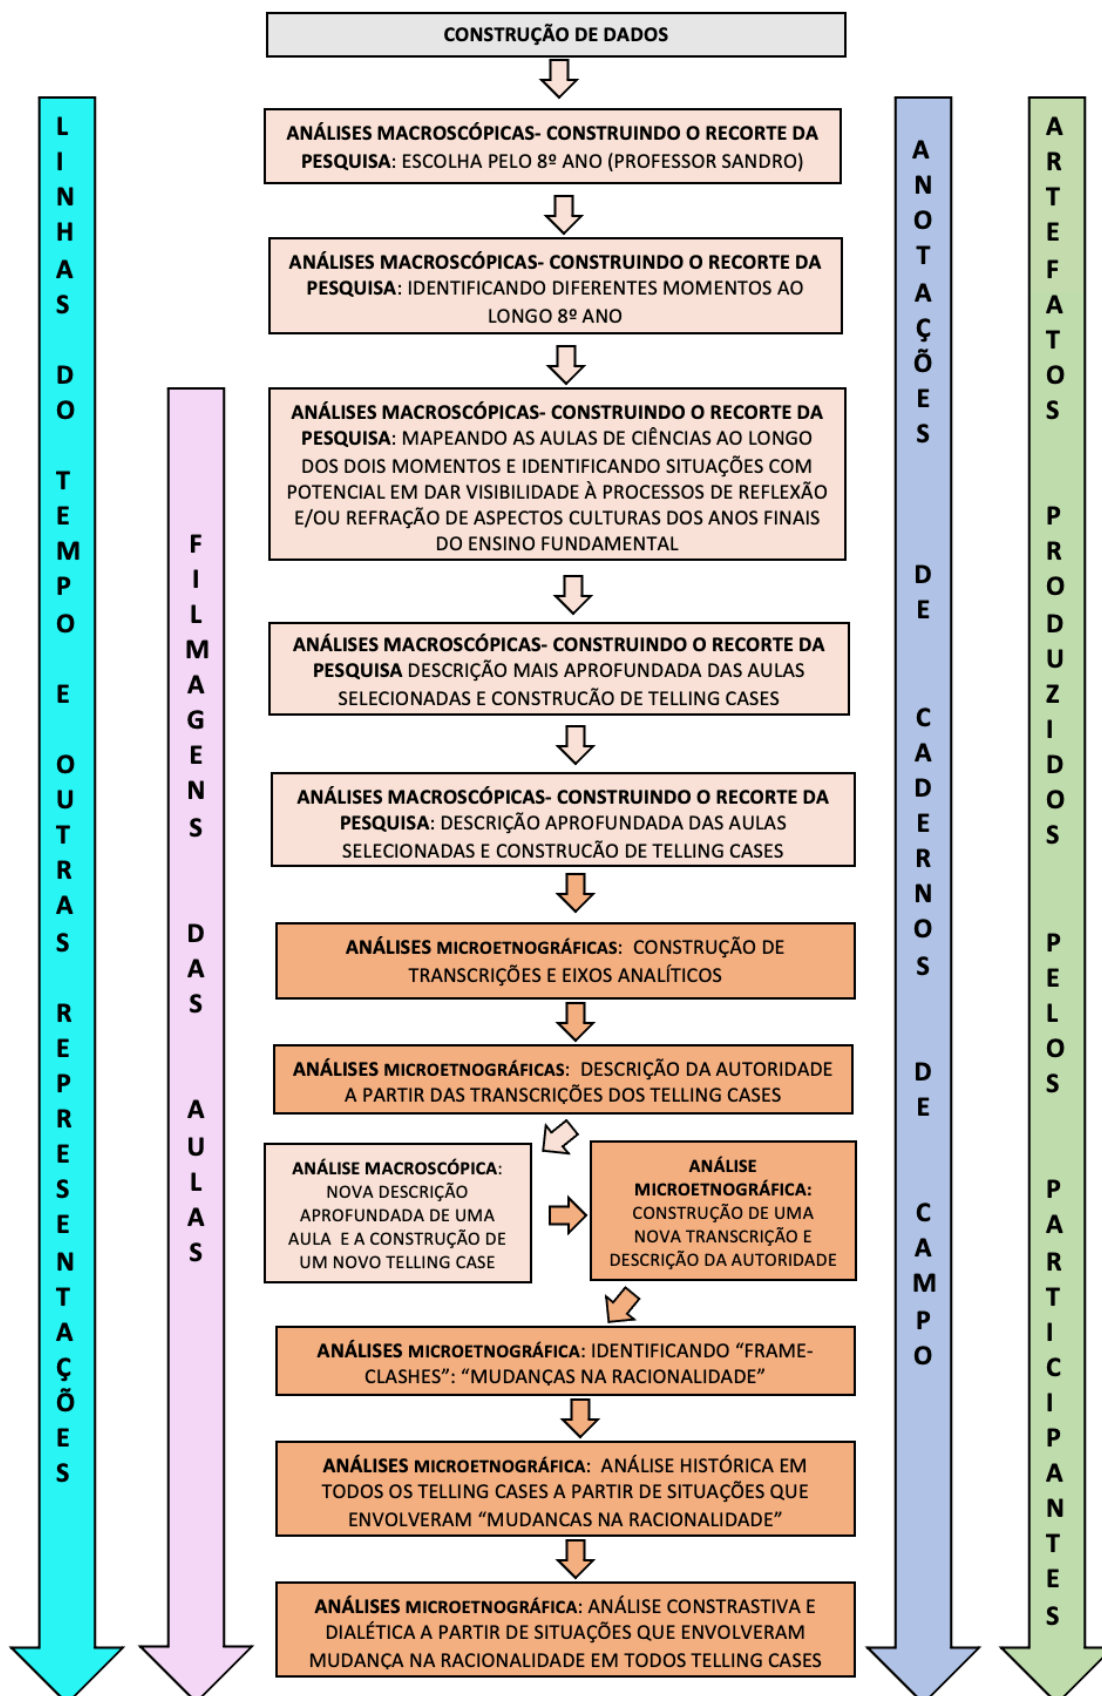 CONSTRUÇÃO DE DADOS
LINHAS DO TEMPO E OUTRAS REPRESENTAÇÕES
FILMAGENS DAS AULAS
ANÁLISES MACROSCÓPICAS- CONSTRUINDO O RECORTE DA
PESQUISA: ESCOLHA PELO 8º ANO (PROFESSOR SANDRO)
ANÁLISES MACROSCÓPICAS- CONSTRUINDO O RECORTE DA
PESQUISA: IDENTIFICANDO DIFERENTES MOMENTOS AO
LONGO 8º ANO
ANÁLISES MACROSCÓPICAS- CONSTRUINDO O RECORTE DA
PESQUISA: MAPEANDO AS AULAS DE CIÊNCIAS AO LONGO
DOS DOIS MOMENTOS E IDENTIFICANDO SITUAÇÕES COM
POTENCIAL EM DAR VISIBILIDADE À PROCESSOS DE REFLEXÃO
E/OU REFRAÇÃO DE ASPECTOS CULTURAS DOS ANOS FINAIS
DO ENSINO FUNDAMENTAL
ANÁLISES MACROSCÓPICAS- CONSTRUINDO O RECORTE DA
PESQUISA DESCRIÇÃO MAIS APROFUNDADA DAS AULAS
SELECIONADAS E CONSTRUCÃO DE TELLING CASES
ANÁLISES MACROSCÓPICAS- CONSTRUINDO O RECORTE DA
PESQUISA: DESCRIÇÃO APROFUNDADA DAS AULAS
SELECIONADAS E CONSTRUCÃO DE TELLING CASES
ANÁLISES MICROETNOGRÁFICAS: CONSTRUÇÃO DE
TRANSCRIÇÕES E EIXOS ANALÍTICOS
ANÁLISES MICROETNOGRÁFICAS: DESCRIÇÃO DA AUTORIDADE
A PARTIR DAS TRANSCRIÇÕES DOS TELLING CASES
ANÁLISE MACROSCÓPICA:
NOVA DESCRIÇÃO
APROFUNDADA DE UMA
AULA E A CONSTRUÇÃO DE
UM NOVO TELLING CASE
ANÁLISE
MICROETNOGRÁFICA:
CONSTRUÇÃO DE UMA
NOVA TRANSCRIÇÃO E
DESCRIÇÃO DA AUTORIDADE
ANÁLISES MICROETNOGRÁFICA: IDENTIFICANDO “FRAME-
CLASHES”: “MUDANÇAS NA RACIONALIDADE”
ANÁLISES MICROETNOGRÁFICA: ANÁLISE HISTÓRICA EM
TODOS OS TELLING CASES A PARTIR DE SITUAÇÕES QUE
ENVOLVERAM “MUDANCAS NA RACIONALIDADE”
ANÁLISES MICROETNOGRÁFICA: ANÁLISE CONSTRASTIVA E
DIALÉTICA A PARTIR DE SITUAÇÕES QUE ENVOLVERAM
MUDANÇA NA RACIONALIDADE EM TODOS TELLING CASES
ANOTAÇÕES DE CADERNOS DE CAMPO
ARTEFATOS PRODUZIDOS PELOS PARTICIPANTES